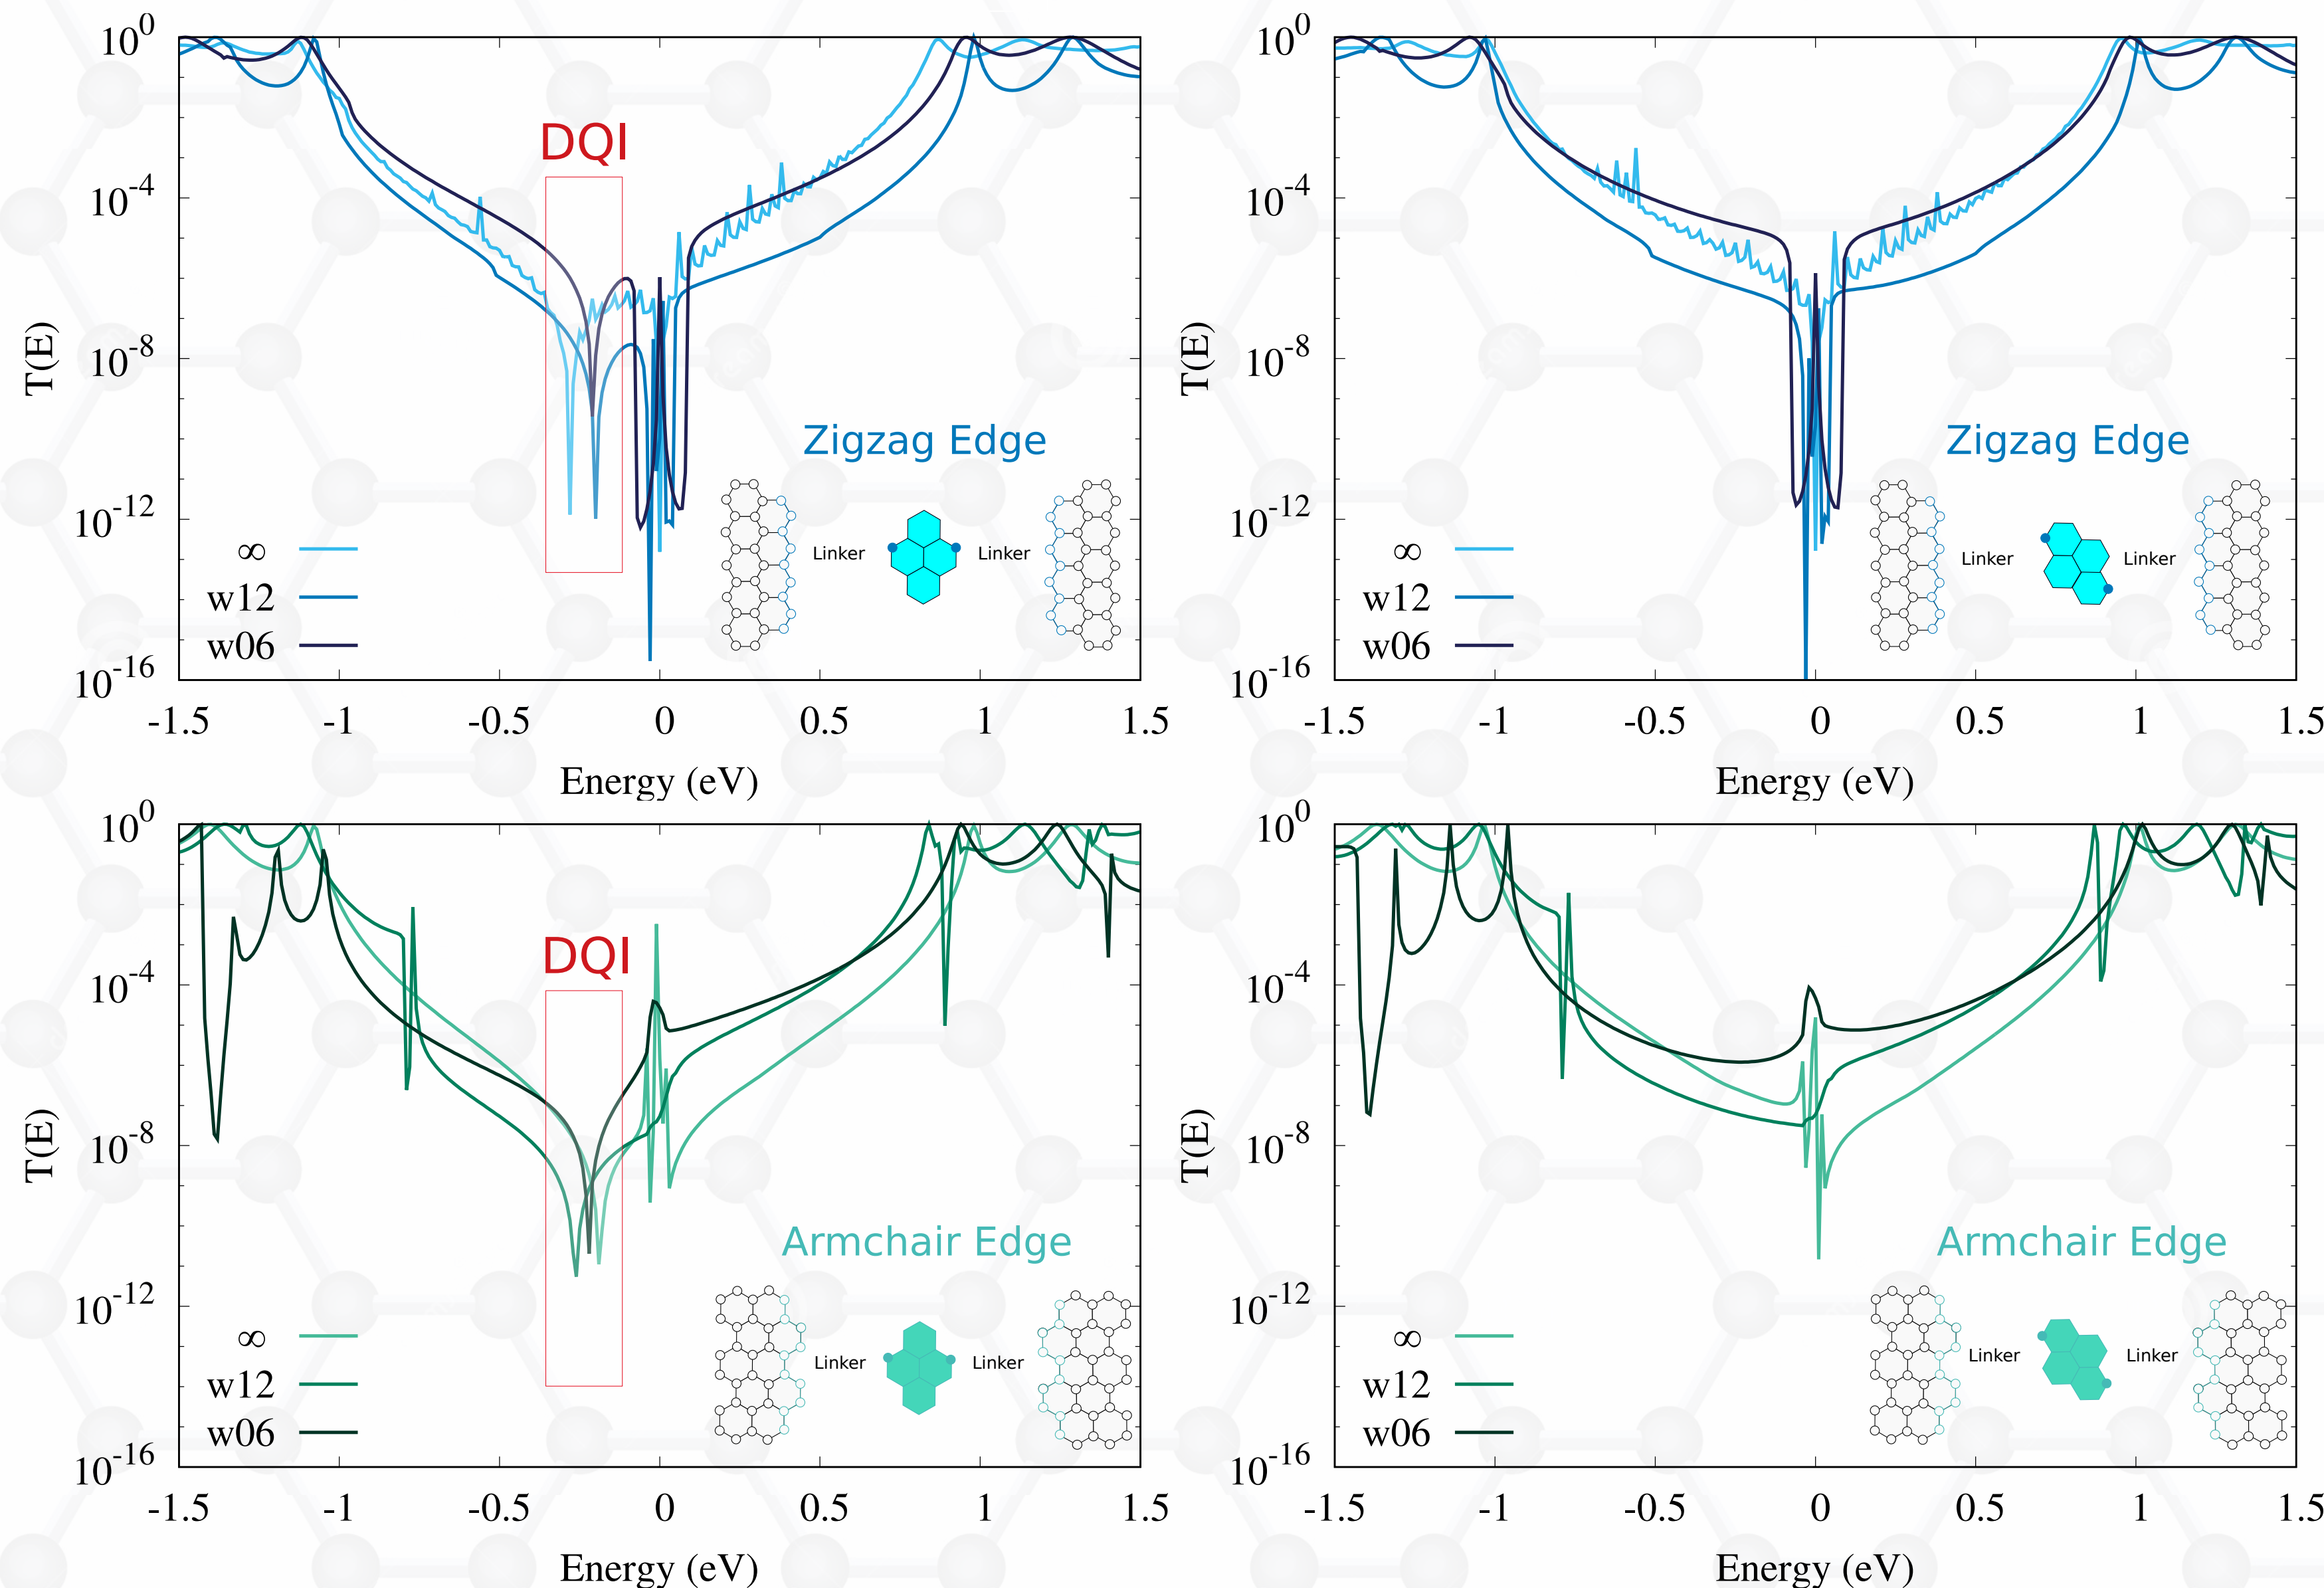 10^0
10^-4
10^-8
10^-12
10^-16
T(E)
DQI
Zigzag Edge
Linker
Linker
∞
w12
w06
-1.5
-1
-0.5
0
0.5
1
1.5
Energy (eV)
10^0
10^-4
10^-8
10^-12
10^-16
T(E)
Zigzag Edge
Linker
Linker
∞
w12
w06
-1.5
-1
-0.5
0
0.5
1
1.5
Energy (eV)
10^0
10^-4
10^-8
10^-12
10^-16
T(E)
DQI
Armchair Edge
Linker
Linker
∞
w12
w06
-1.5
-1
-0.5
0
0.5
1
1.5
Energy (eV)
10^0
10^-4
10^-8
10^-12
10^-16
T(E)
Armchair Edge
Linker
Linker
∞
w12
w06
-1.5
-1
-0.5
0
0.5
1
1.5
Energy (eV)